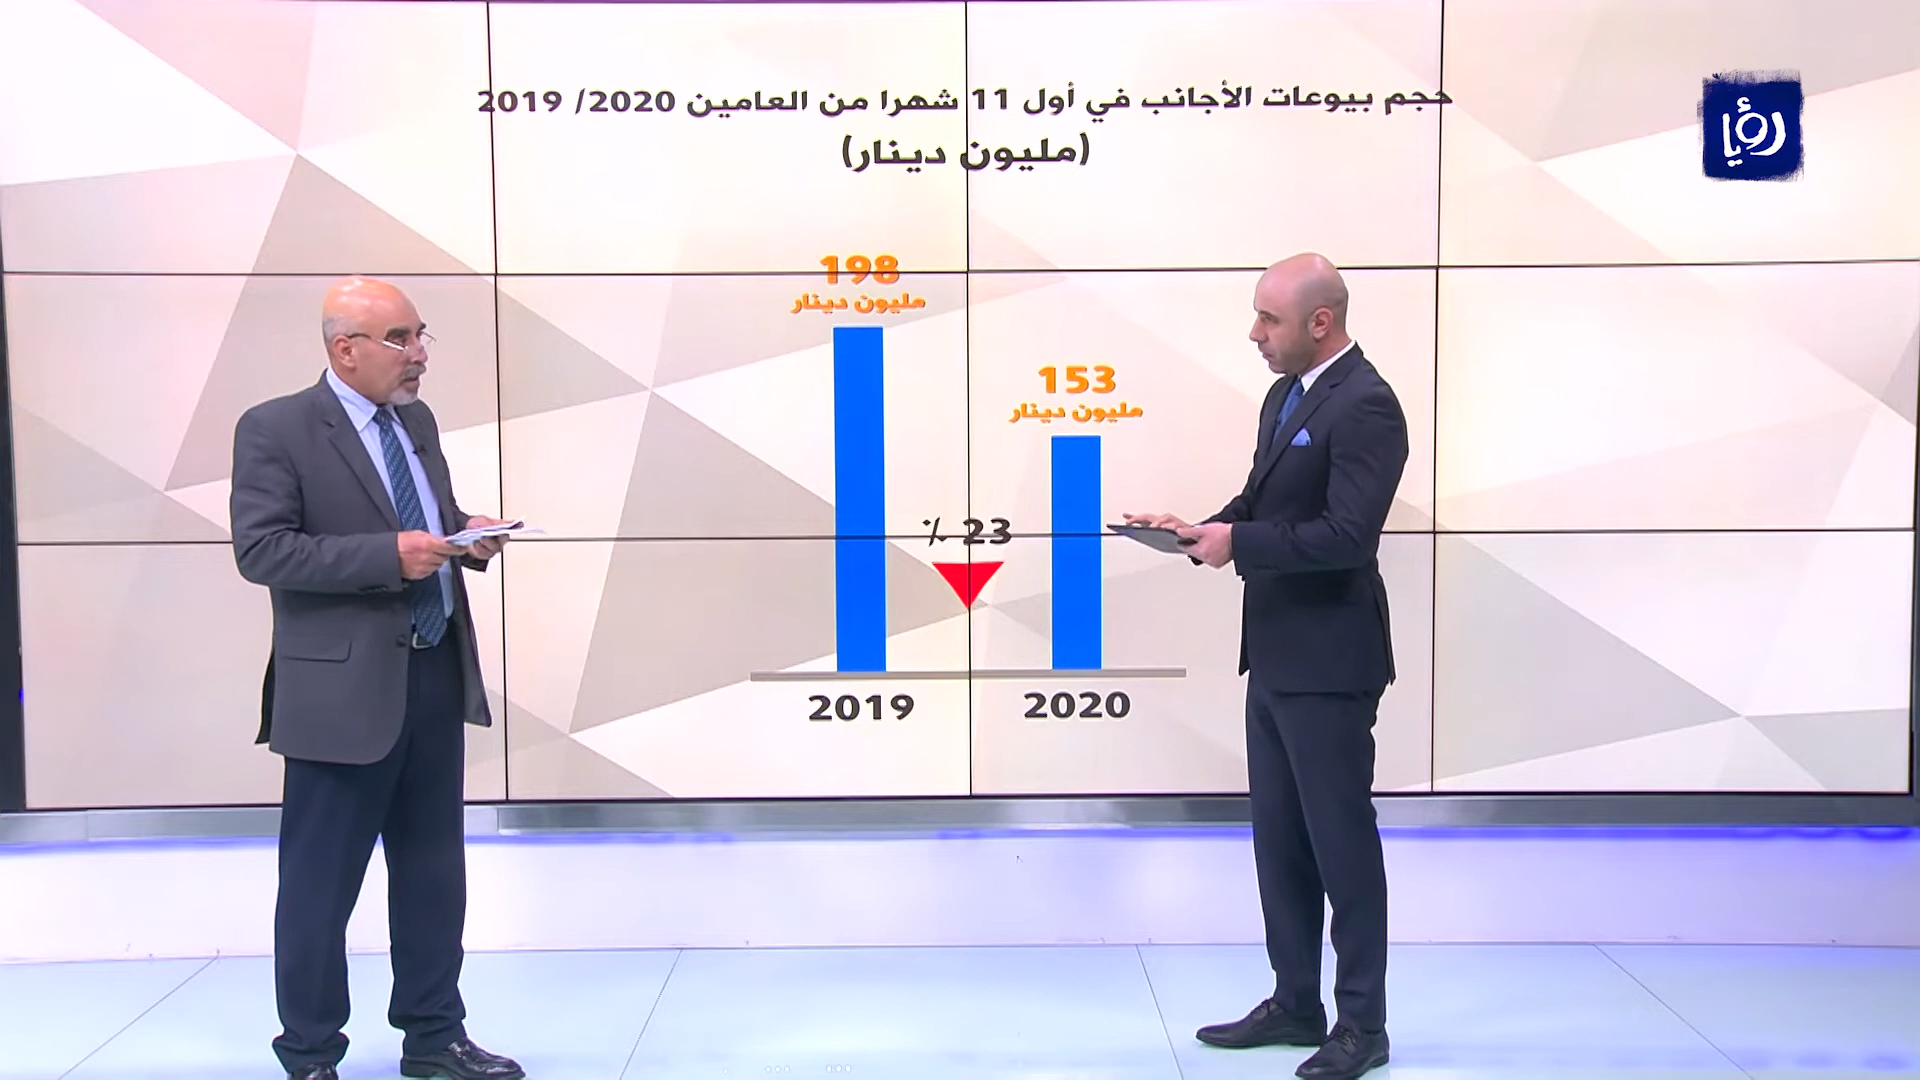 حجم بيوعات الأجانب في أول 11 شهرا من العامين 2020/ 2019
(مليون دينار)
رؤيا
198
مليون دينار
153
مليون دينار
23 ٪
2019
2020